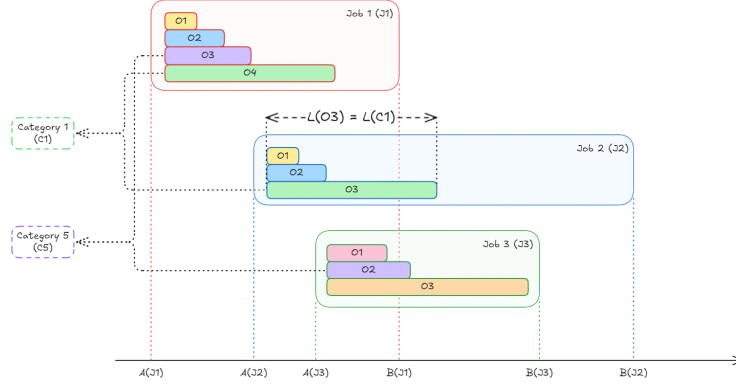 Job 1 (J1)
O1
O2
O3
O4
Category 1
(C1)
L(O3) = L(C1)
Job 2 (J2)
O1
O2
O3
Category 5
(C5)
Job 3 (J3)
O1
O2
O3
A(J1)
A(J2)
A(J3)
B(J1)
B(J3)
B(J2)